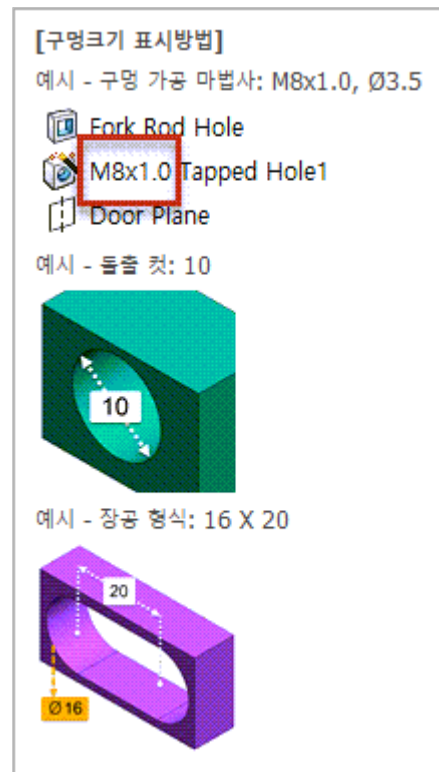 [구멍크기 표시방법]
예시 - 구멍 가공 마법사: M8x1.0, Ø3.5
Fork Rod Hole
M8x1.0 Tapped Hole1
Door Plane
예시 - 돌출 컷: 10
10
예시 - 장공 형식: 16 X 20
20
Ø16